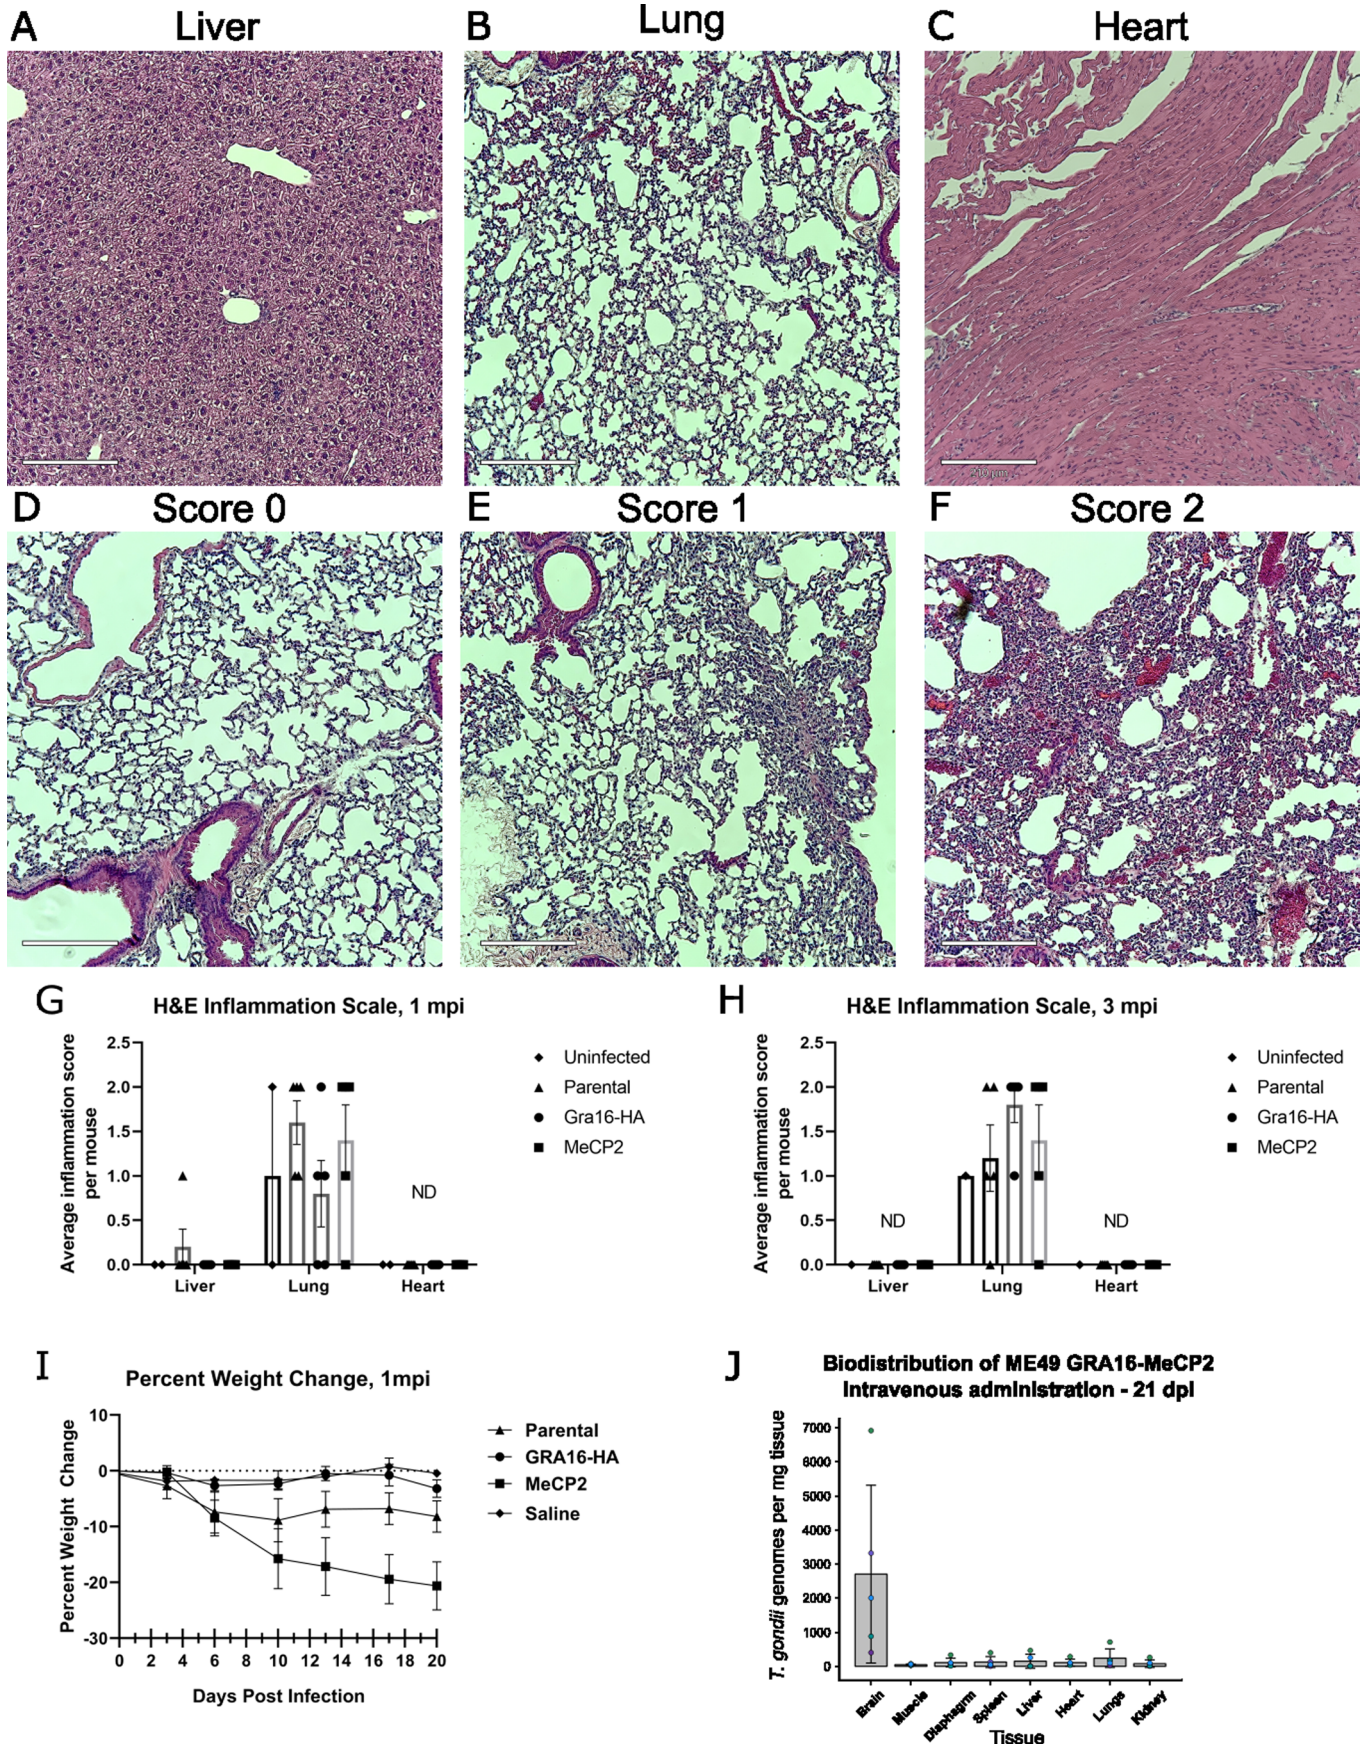 A Liver
B Lung
C Heart
210 µm
D Score 0
E Score 1
F Score 2
G
H&E Inflammation Scale, 1 mpi
Average inflammation score
per mouse
2.5
2.0
1.5
1.0
0.5
0.0
ND
Liver
Lung
Heart
Uninfected
Parental
Gra16-HA
MeCP2
H
H&E Inflammation Scale, 3 mpi
Average inflammation score
per mouse
2.5
2.0
1.5
1.0
0.5
0.0
ND
ND
Liver
Lung
Heart
Uninfected
Parental
Gra16-HA
MeCP2
I
Percent Weight Change, 1mpi
Percent Weight Change
10
0
-10
-20
-30
0 2 4 6 8 10 12 14 16 18 20
Days Post Infection
Parental
GRA16-HA
MeCP2
Saline
J
Biodistribution of ME49 GRA16-MeCP2
Intravenous administration - 21 dpi
T. gondii genomes per mg tissue
7000
6000
5000
4000
3000
2000
1000
0
Brain
Muscle
Diaphagrm
Spleen
Liver
Heart
Lungs
Kidney
Tissue